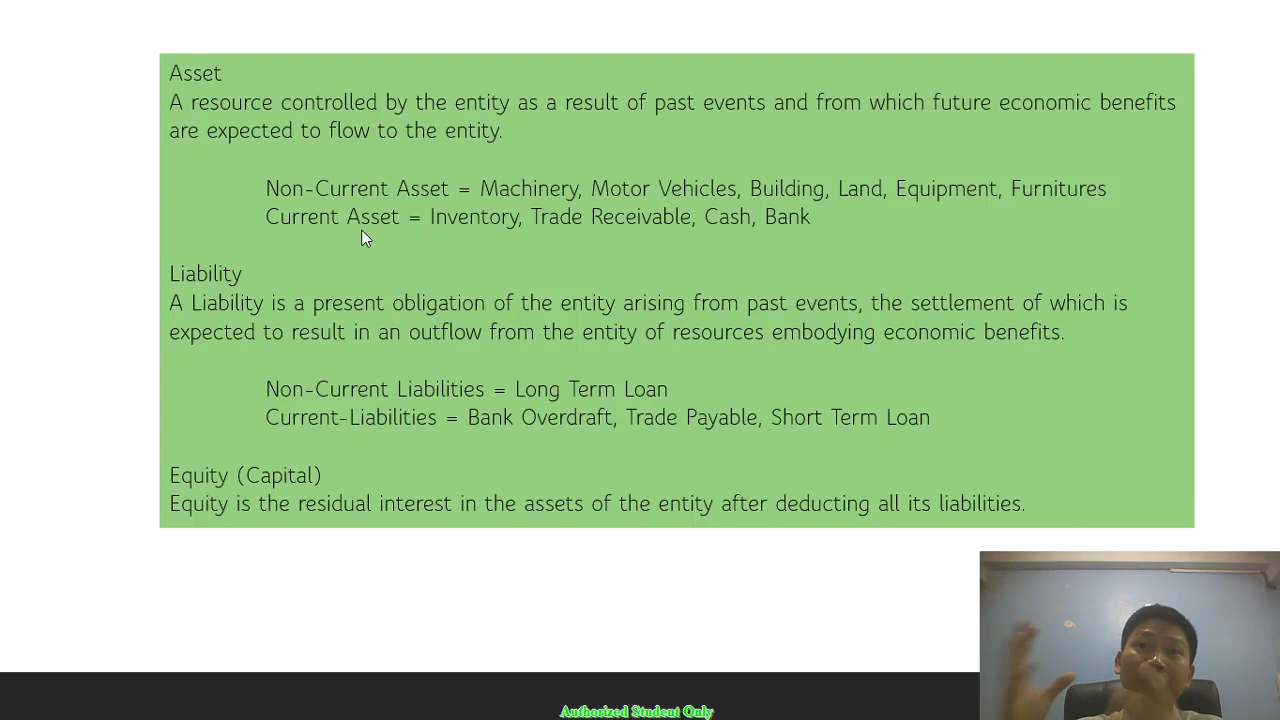 Asset
A resource controlled by the entity as a result of past events and from which future economic benefits
are expected to flow to the entity.
Non-Current Asset = Machinery, Motor Vehicles, Building, Land, Equipment, Furnitures
Current Asset = Inventory, Trade Receivable, Cash, Bank
Liability
A Liability is a present obligation of the entity arising from past events, the settlement of which is
expected to result in an outflow from the entity of resources embodying economic benefits.
Non-Current Liabilities = Long Term Loan
Current-Liabilities = Bank Overdraft, Trade Payable, Short Term Loan
Equity (Capital)
Equity is the residual interest in the assets of the entity after deducting all its liabilities.
Authorized Student Only